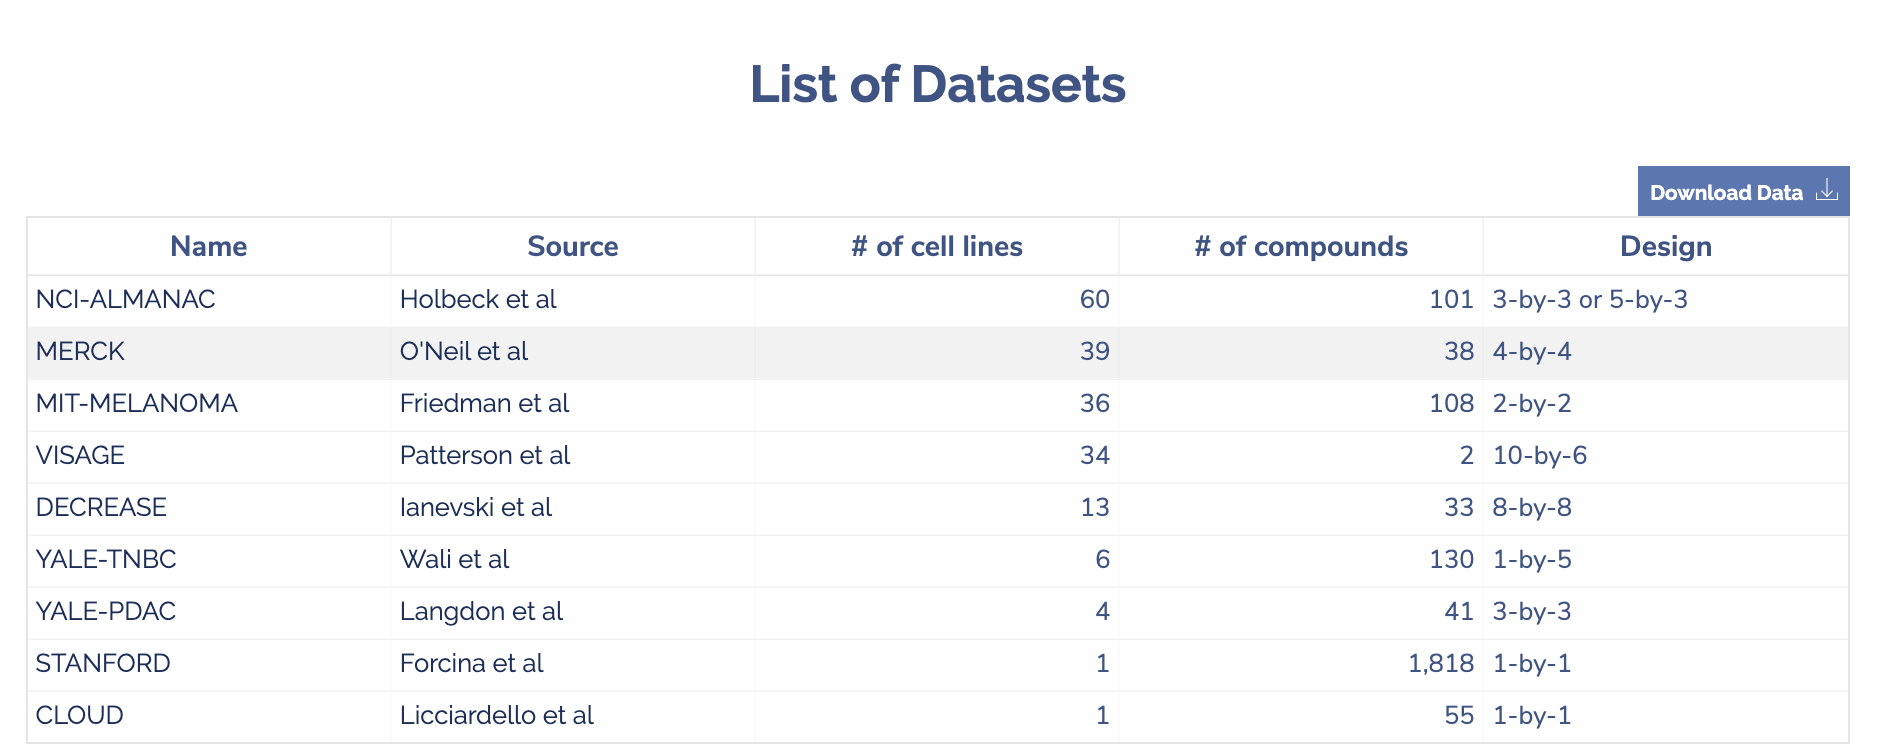 List of Datasets
Download Data
Name Source # of cell lines # of compounds Design
NCI-ALMANAC Holbeck et al 60 101 3-by-3 or 5-by-3
MERCK O'Neil et al 39 38 4-by-4
MIT-MELANOMA Friedman et al 36 108 2-by-2
VISAGE Patterson et al 34 2 10-by-6
DECREASE Ianevski et al 13 33 8-by-8
YALE-TNBC Wali et al 6 130 1-by-5
YALE-PDAC Langdon et al 4 41 3-by-3
STANFORD Forcina et al 1 1,818 1-by-1
CLOUD Licciardello et al 1 55 1-by-1